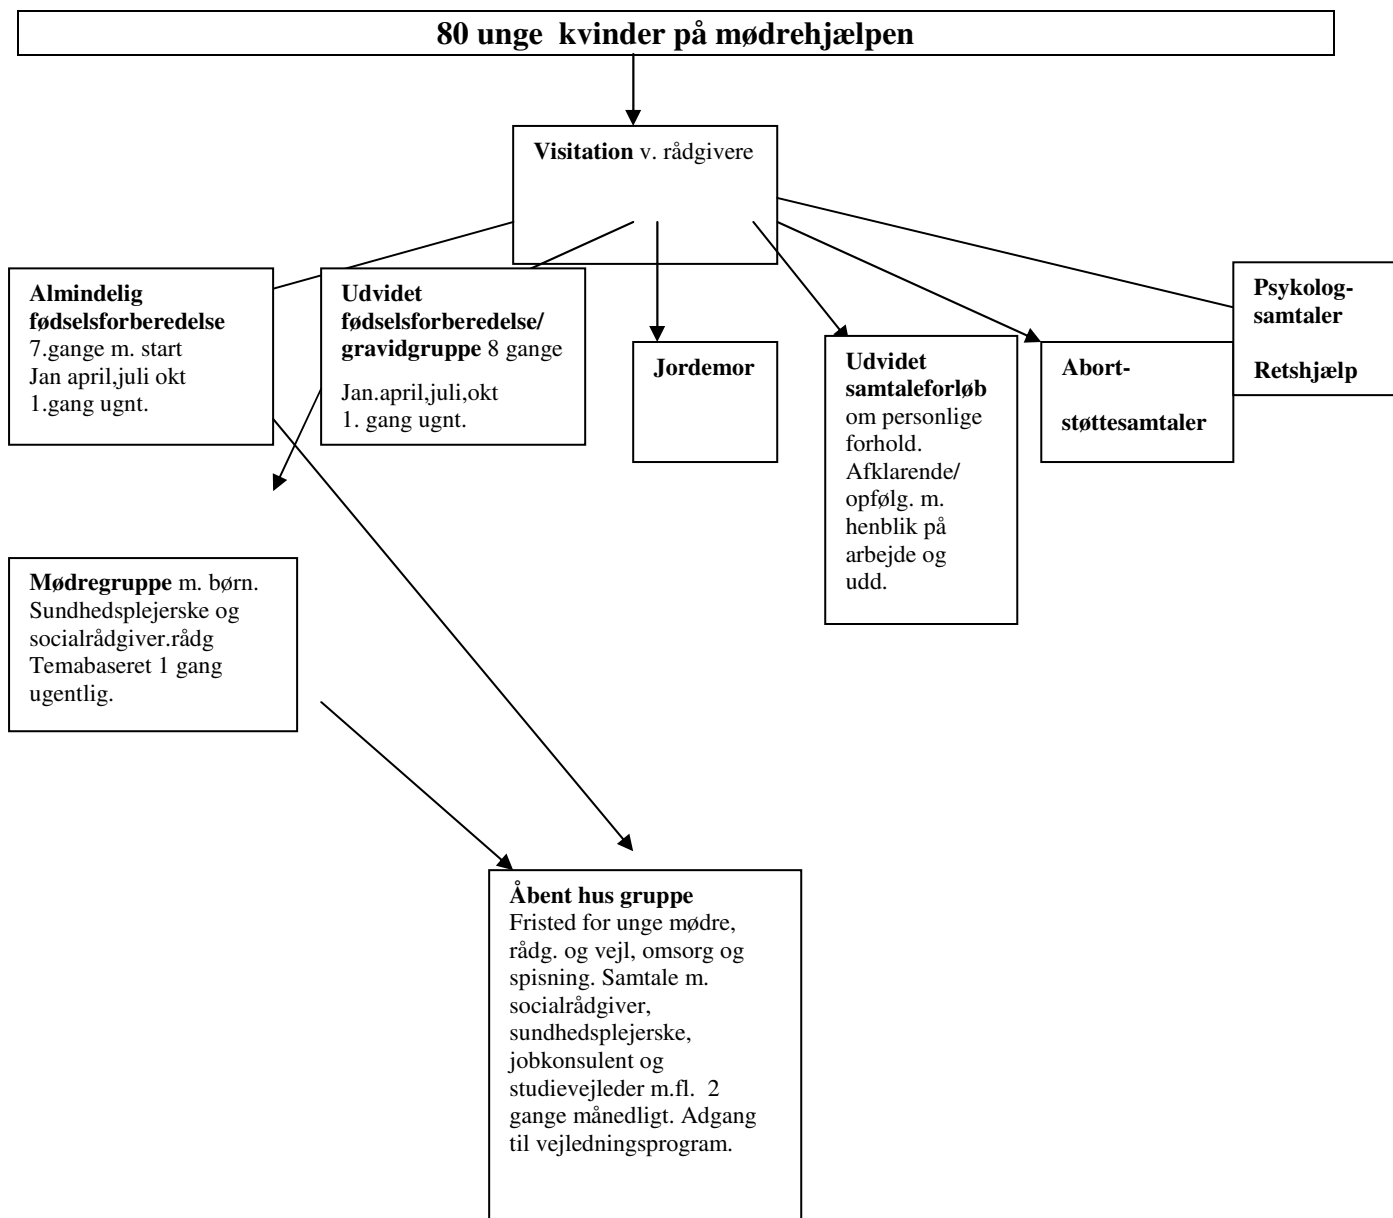 80 unge  kvinder på mødrehjælpen
Visitation v. rådgivere
Almindelig
fødselsforberedelse
7.gange m. start
Jan april,juli okt
1.gang ugnt.
Udvidet
fødselsforberedelse/
gravidgruppe 8 gange
Jan.april,juli,okt
1. gang ugnt.
Jordemor
Udvidet
samtaleforløb
om personlige
forhold.
Afklarende/
opfølg. m.
henblik på
arbejde og
udd.
Abort-
støttesamtaler
Psykolog-
samtaler
Retshjælp
Mødregruppe m. børn.
Sundhedsplejerske og
socialrådgiver.rådg
Temabaseret 1 gang
ugentlig.
Åbent hus gruppe
Fristed for unge mødre,
rådg. og vejl, omsorg og
spisning. Samtale m.
socialrådgiver,
sundhedsplejerske,
jobkonsulent og
studievejleder m.fl.  2
gange månedligt. Adgang
til vejledningsprogram.